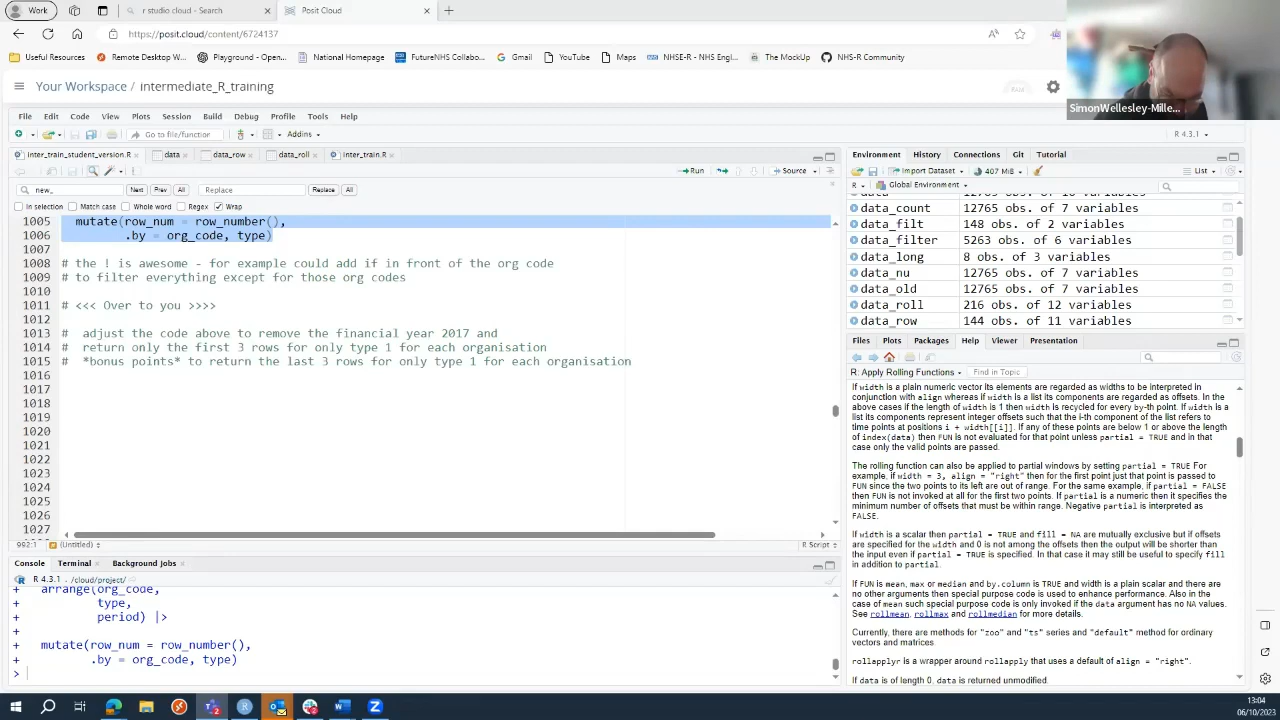 Work
r studio cloud - Search
Posit Cloud
https://posit.cloud/content/6724137
Useful Resources
Remote Desktop W...
Playground - OpenA...
National Homepage
FutureNHS Collabo...
Gmail
YouTube
Maps
NHSE-R - NHS Engl...
The MockUp
NHS-R Community
SimonWellesley-Mille...
Your Workspace / intermediate_R_training
RAM
File Edit Code View Plots Session Build Debug Profile Tools Help
Go to file/function
Addins
R 4.3.1
Inter_train_student_version.R
data
data_row
data_roll
Inter_train.R
Run
Source
new_
Next Prev All
Replace
Replace All
In selection Match case Whole word Regex Wrap
1005 mutate(row_num = row_number(),
1006 .by = org_code, type)
1007
1008 # the ! is awesome - for example could add if in front of the org code
1009 # to filter everything except for those org codes
1010
1011 # <<< Over to you >>>>
1012
1013 # adjust the code above to remove the financial year 2017 and
1014 # return only the first 3 rows for only type 1 for each organisation
1015 # *bonus points* to return the last 3 rows for only type 1 for each organisation
1016
1017
1018
1019
1020
1021
1022
1023
1024
1025
1026
1027
992:1 (Untitled) R Script
Console Terminal Background Jobs
R 4.3.1 . /cloud/project/
+ arrange(org_code,
+ type,
+ period) |>
+
+ mutate(row_num = row_number(),
+ .by = org_code, type)
>
Environment History Connections Git Tutorial
Import Dataset 407 MiB List
R Global Environment
data_count 12765 obs. of 7 variables
data_filt 148 obs. of 2 variables
data_filter 5263 obs. of 6 variables
data_long 8 obs. of 3 variables
data_nu 12765 obs. of 7 variables
data_old 12765 obs. of 7 variables
data_roll 216 obs. of 12 variables
data_row 144 obs. of 11 variables
Files Plots Packages Help Viewer Presentation
R: Apply Rolling Functions Find in Topic
If width is a plain numeric vector its elements are regarded as widths to be interpreted in
conjunction with align whereas if width is a list its components are regarded as offsets. In the
above cases if the length of width is 1 then width is recycled for every by-th point. If width is a
list its components represent integer offsets such that the i-th component of the list refers to
time points at positions i + width[[i]]. If any of these points are below 1 or above the length
of index(data) then FUN is not evaluated for that point unless partial = TRUE and in that
case only the valid points are passed.
The rolling function can also be applied to partial windows by setting partial = TRUE For
example, if width = 3, align = "right" then for the first point just that point is passed to
FUN since the two points to its left are out of range. For the same example, if partial = FALSE
then FUN is not invoked at all for the first two points. If partial is a numeric then it specifies the
minimum number of offsets that must be within range. Negative partial is interpreted as
FALSE.
If width is a scalar then partial = TRUE and fill = NA are mutually exclusive but if offsets
are specified for the width and 0 is not among the offsets then the output will be shorter than
the input even if partial = TRUE is specified. In that case it may still be useful to specify fill
in addition to partial.
If FUN is mean, max or median and by.column is TRUE and width is a plain scalar and there are
no other arguments then special purpose code is used to enhance performance. Also in the
case of mean such special purpose code is only invoked if the data argument has no NA values.
See rollmean, rollmax and rollmedian for more details.
Currently, there are methods for "zoo" and "ts" series and "default" method for ordinary
vectors and matrices
rollapplyr is a wrapper around rollapply that uses a default of align = "right".
If data is of length 0, data is returned unmodified.
13:04
06/10/2023